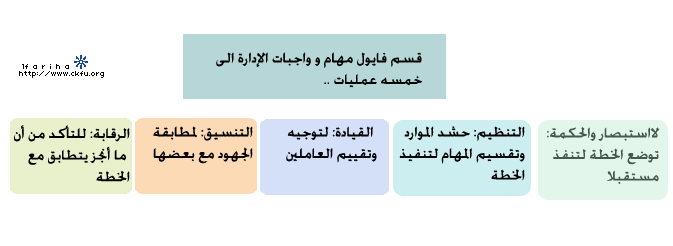 قسم فايول مهام و واجبات الإدارة الى
خمسه عمليات ..
1fariha
http://www.ckfu.org
لااستبصار والحكمة:
توضع الخطة لتنفذ
مستقبلا
التنظيم: حشد الموارد
وتقسيم المهام لتنفيذ
الخطة
القيادة: لتوجيه
وتقييم العاملين
التنسيق: لمطابقة
الجهود مع بعضها
الرقابة: للتأكد من أن
ما أنجز يتطابق مع
الخطة